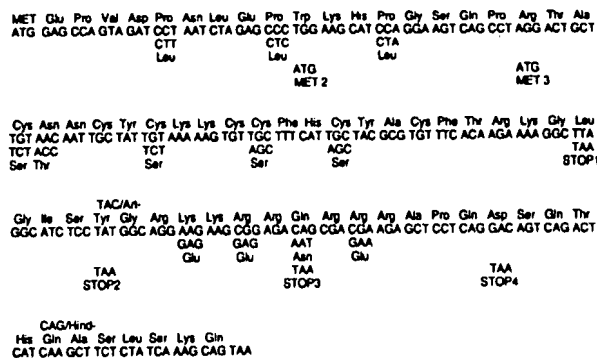 MET Glu Pro Val Asp Pro Asn Leu Glu Pro Trp Lys His Pro Gly Ser Gln Pro Arg Thr Ala
ATG GAG CCA GTA GAT CCT AAT CTA GAG CCC TGG AAG CAT CCA GGA AGT CAG CCT AGG ACT GCT
CTT CTC CTA
Leu Leu Leu
ATG ATG
MET 2 MET 3
Cys Asn Asn Cys Tyr Cys Lys Lys Cys Cys Phe His Cys Tyr Ala Cys Phe Thr Arg Lys Gly Leu
TGT AAC AAT TGC TAT TGT AAA AAG TGT TGC TTT CAT TGC TAC GCG TGT TTC ACA AGA AAA GGC TTA
TCT ACC TCT AGC AGC TAA
Ser Thr Ser Ser Ser STOP1
TAC/Ari-
Gly Ile Ser Tyr Gly Arg Lys Lys Arg Arg Gln Arg Arg Ala Pro Gln Asp Ser Gln Thr
GGC ATC TCC TAT GGC AGG AAG AAG CGG AGA CAG CGA CGA AGA GCT CCT CAG GAC AGT CAG ACT
GAG GAG AAT GAA
Glu Glu Asn Glu
TAA TAA TAA
STOP2 STOP3 STOP4
CAG/Hind-
His Gln Ala Ser Leu Ser Lys Gln
CAT CAA GCT TCT CTA TCA AAG CAG TAA